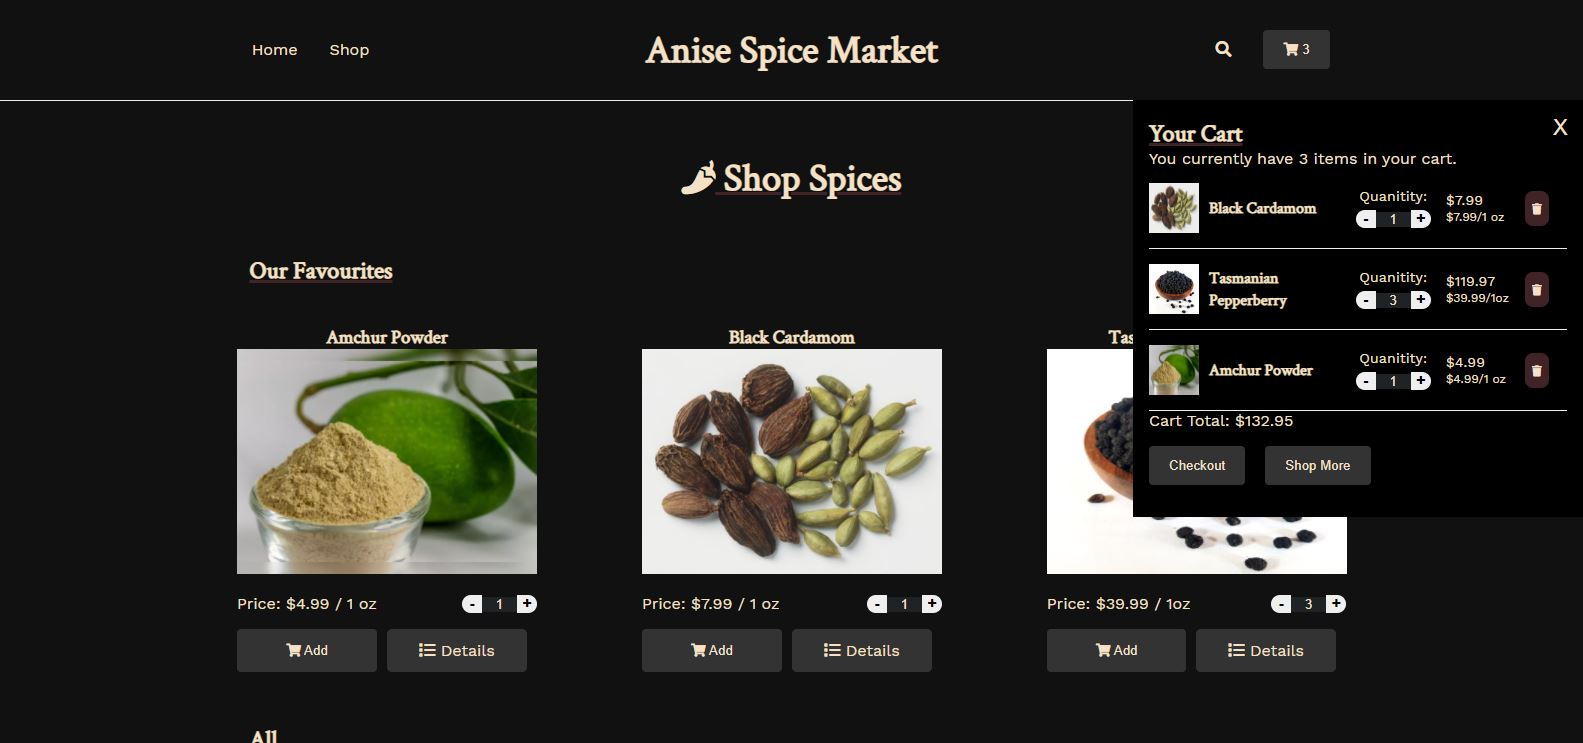 Home
Shop
Anise Spice Market
3
Shop Spices
Our Favourites
Amchur Powder
Price: $4.99 / 1 oz
- 1 +
Add
Details
Black Cardamom
Price: $7.99 / 1 oz
- 1 +
Add
Details
Tas
Price: $39.99 / 1oz
- 3 +
Add
Details
All
Your Cart
X
You currently have 3 items in your cart.
Black Cardamom
Quanitity:
- 1 +
$7.99
$7.99/1 oz
Tasmanian
Pepperberry
Quanitity:
- 3 +
$119.97
$39.99/1oz
Amchur Powder
Quanitity:
- 1 +
$4.99
$4.99/1 oz
Cart Total: $132.95
Checkout
Shop More